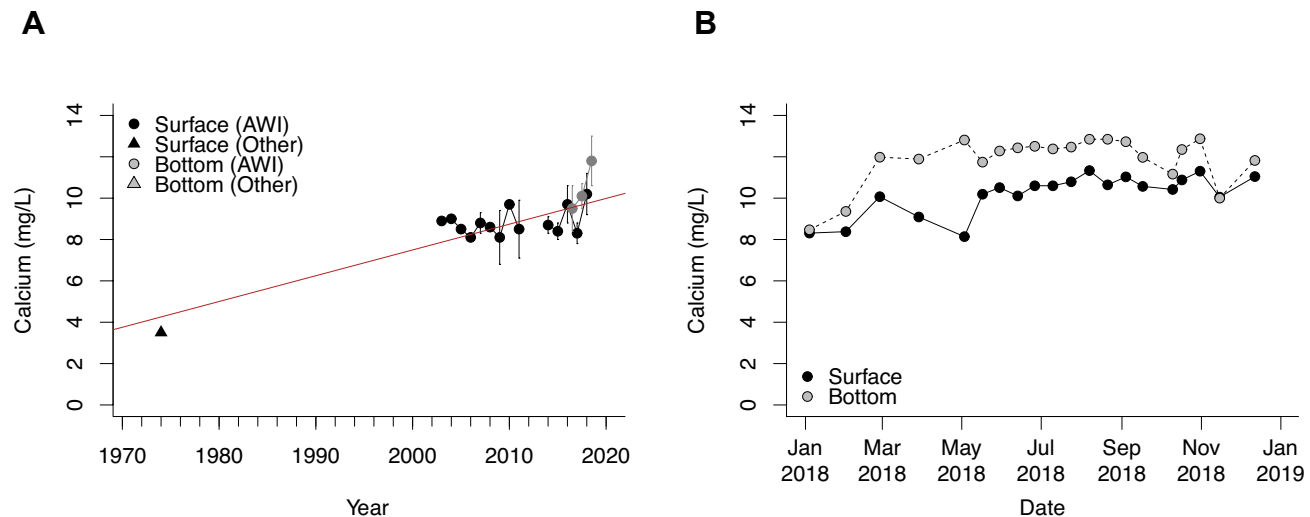 A
Calcium (mg/L)
0
2
4
6
8
10
14
Surface (AWI)
Surface (Other)
Bottom (AWI)
Bottom (Other)
1970
1980
1990
2000
2010
2020
Year
B
Calcium (mg/L)
0
2
4
6
8
10
14
Surface
Bottom
Jan
2018
Mar
2018
May
2018
Jul
2018
Sep
2018
Nov
2018
Jan
2019
Date